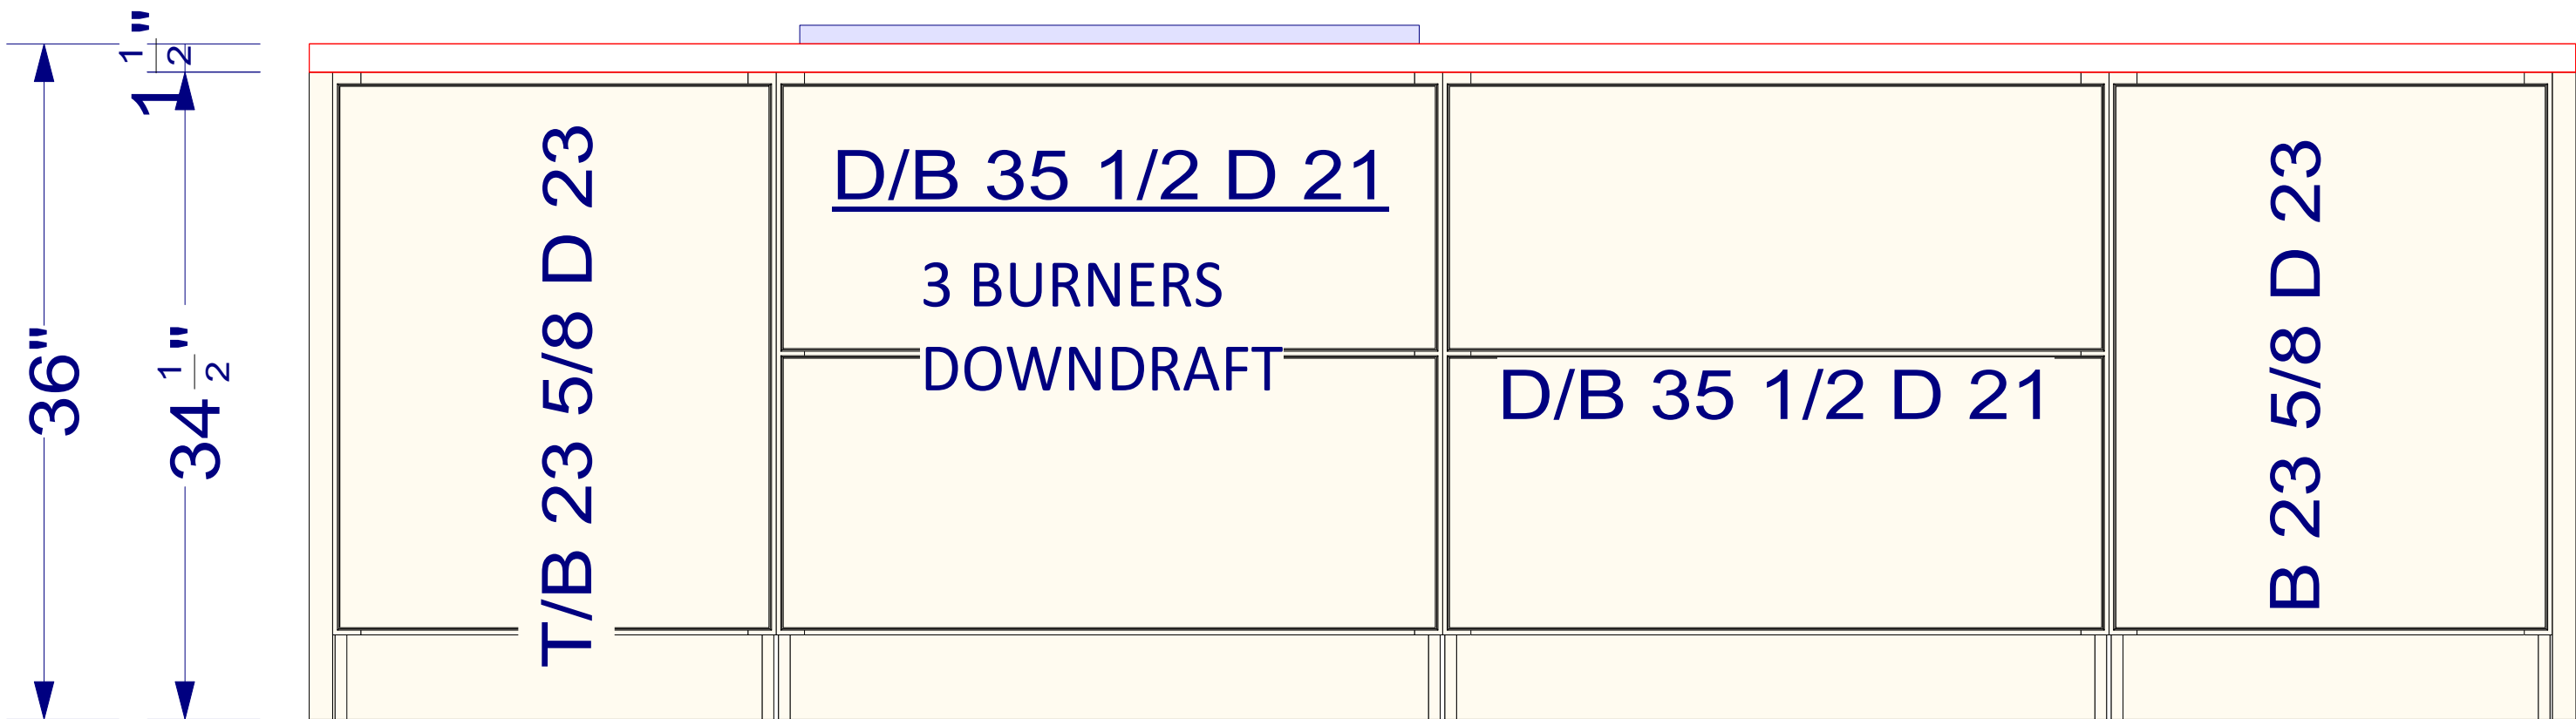 36"
1 1/2"
34 1/2"
T/B 23 5/8 D 23
D/B 35 1/2 D 21
3 BURNERS
DOWNDRAFT
D/B 35 1/2 D 21
B 23 5/8 D 23